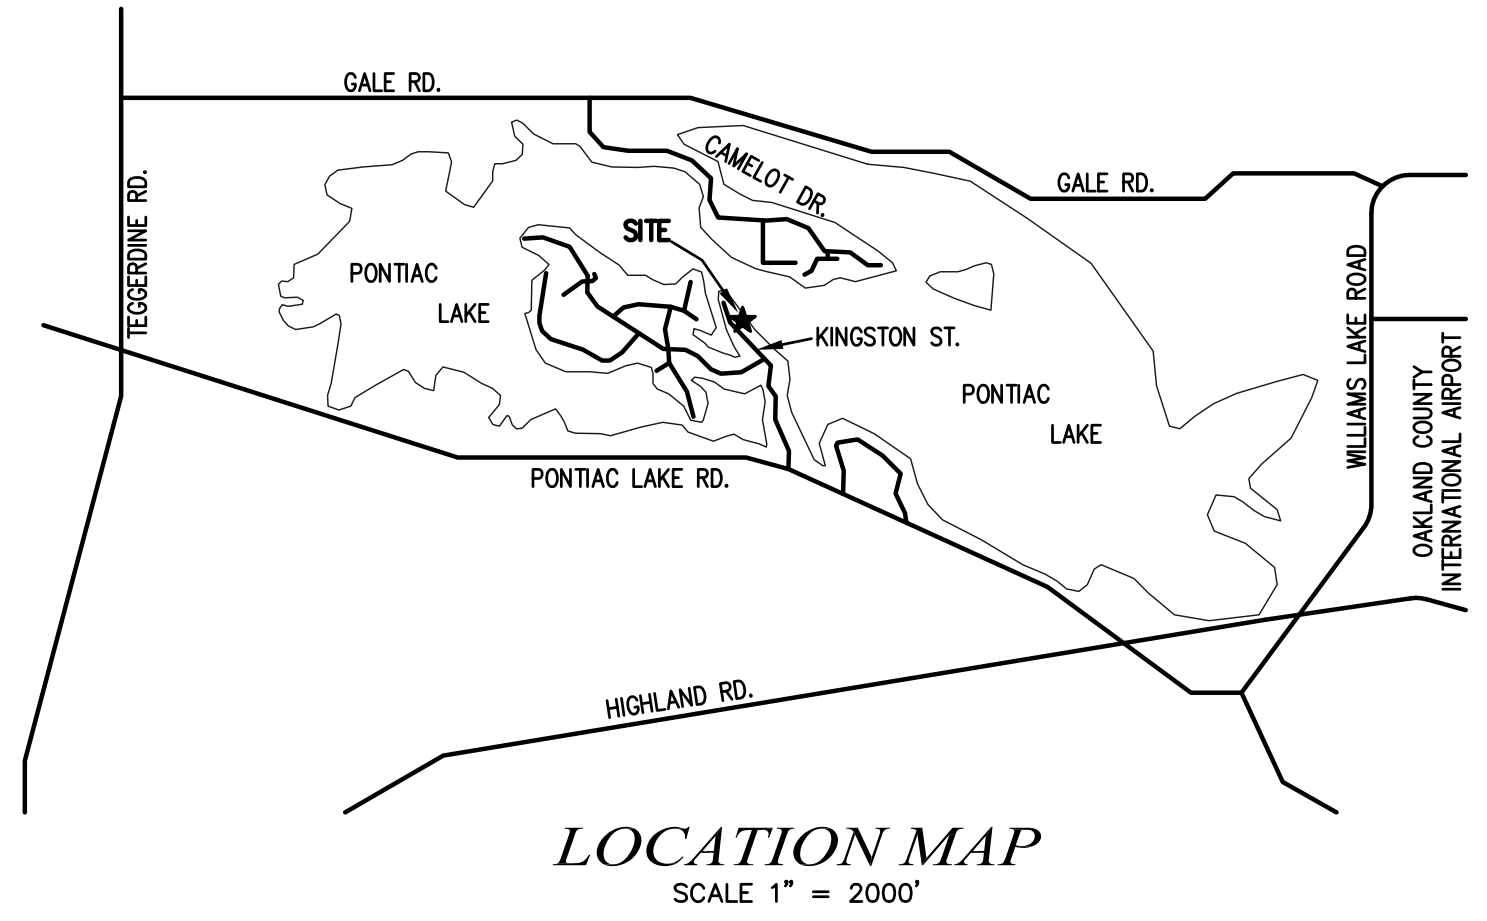 GALE RD.
CAMELOT DR.
GALE RD.
TEGGERDINE RD.
SITE
PONTIAC
LAKE
KINGSTON ST.
PONTIAC
LAKE
WILLIAMS LAKE ROAD
OAKLAND COUNTY
INTERNATIONAL AIRPORT
PONTIAC LAKE RD.
HIGHLAND RD.
LOCATION MAP
SCALE 1" = 2000'